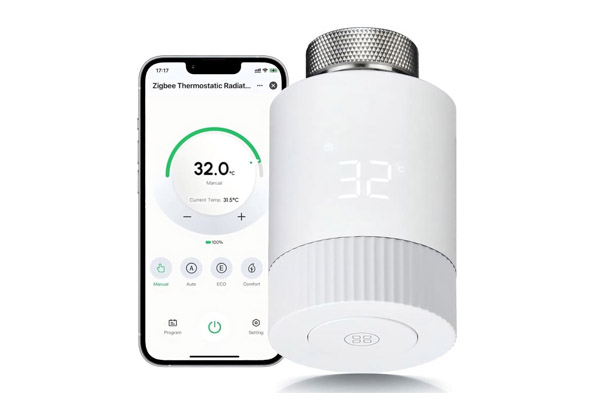 17:17
Zigbee Thermostatic Radiat...
32.0°C
Manual
Current Temp. 31.5°C
100%
Manual A Auto E ECO Comfort
Program Setting
32°C